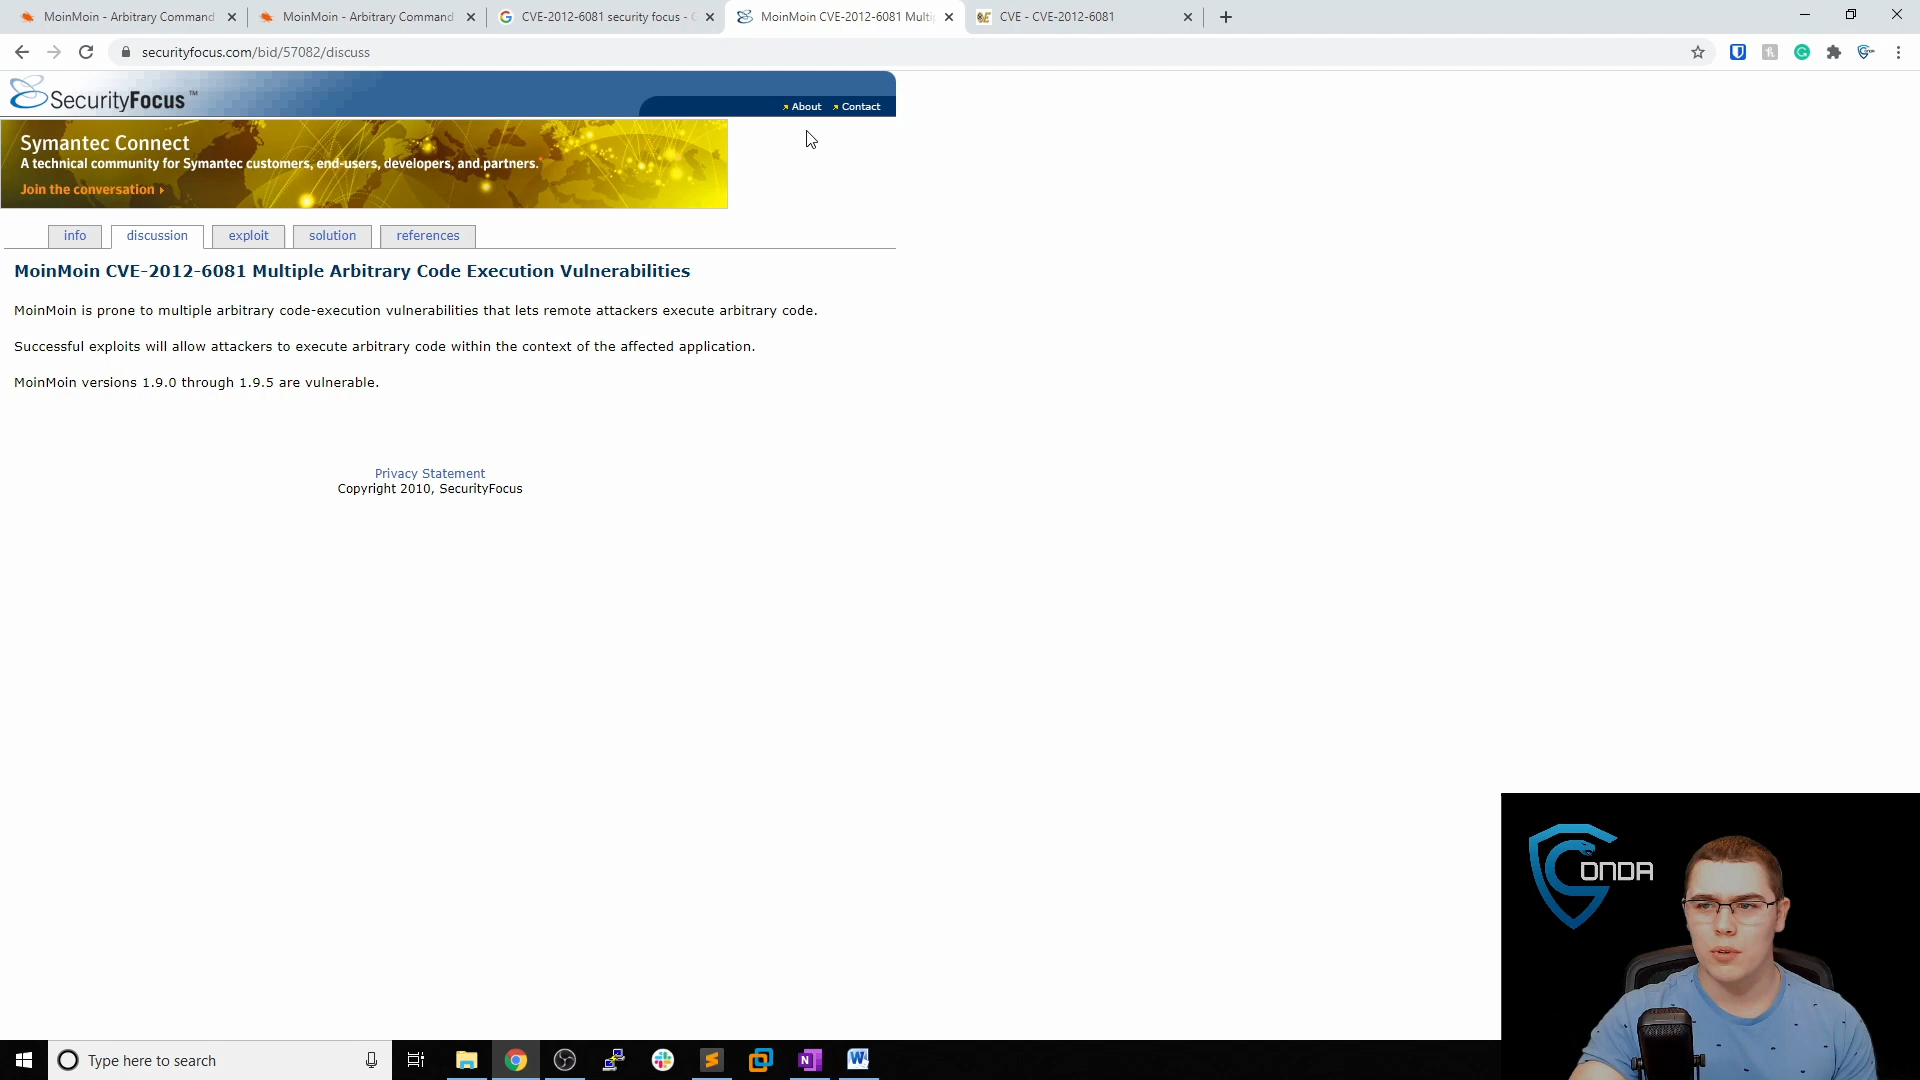 MoinMoin - Arbitrary Command
MoinMoin - Arbitrary Command
CVE-2012-6081 security focus -
MoinMoin CVE-2012-6081 Multi
CVE - CVE-2012-6081
securityfocus.com/bid/57082/discuss
SecurityFocus™
About
Contact
Symantec Connect
A technical community for Symantec customers, end-users, developers, and partners.
Join the conversation
info
discussion
exploit
solution
references
MoinMoin CVE-2012-6081 Multiple Arbitrary Code Execution Vulnerabilities
MoinMoin is prone to multiple arbitrary code-execution vulnerabilities that lets remote attackers execute arbitrary code.
Successful exploits will allow attackers to execute arbitrary code within the context of the affected application.
MoinMoin versions 1.9.0 through 1.9.5 are vulnerable.
Privacy Statement
Copyright 2010, SecurityFocus
ONDA
Type here to search